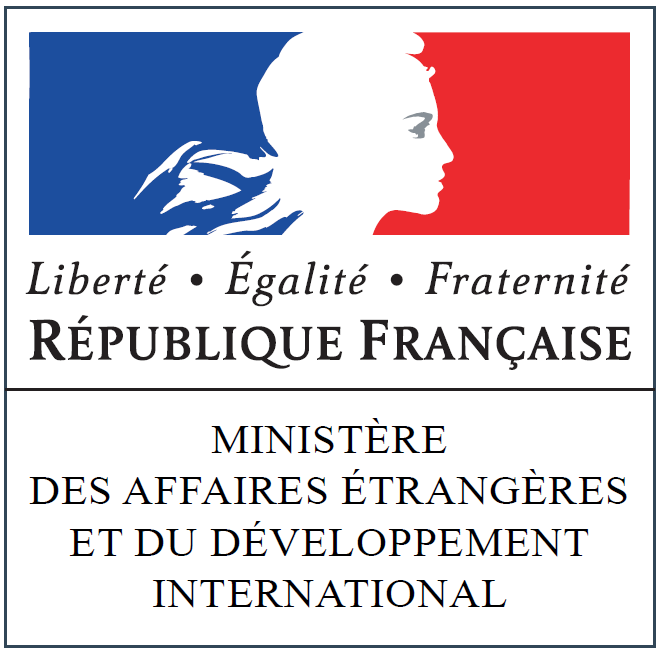 Liberté • Égalité • Fraternité
RÉPUBLIQUE FRANÇAISE
MINISTÈRE
DES AFFAIRES ÉTRANGÈRES
ET DU DÉVELOPPEMENT
INTERNATIONAL